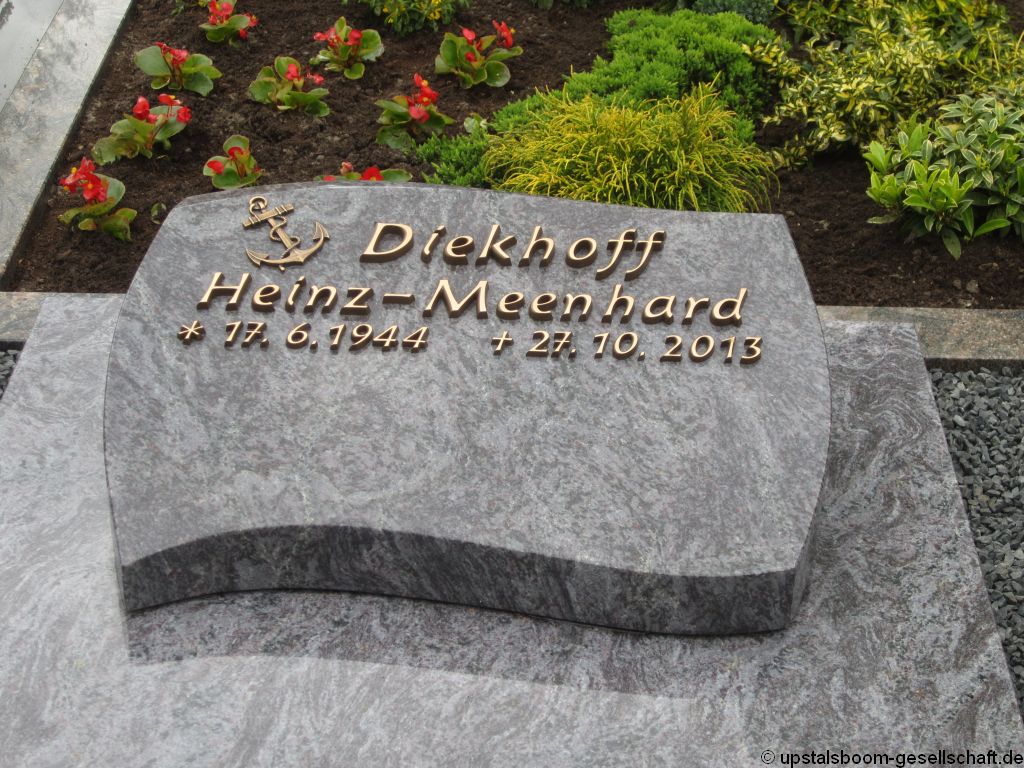 Diekhoff
Heinz-Meenhard
* 17. 6. 1944 + 27. 10. 2013
© upstalsboom-gesellschaft.de